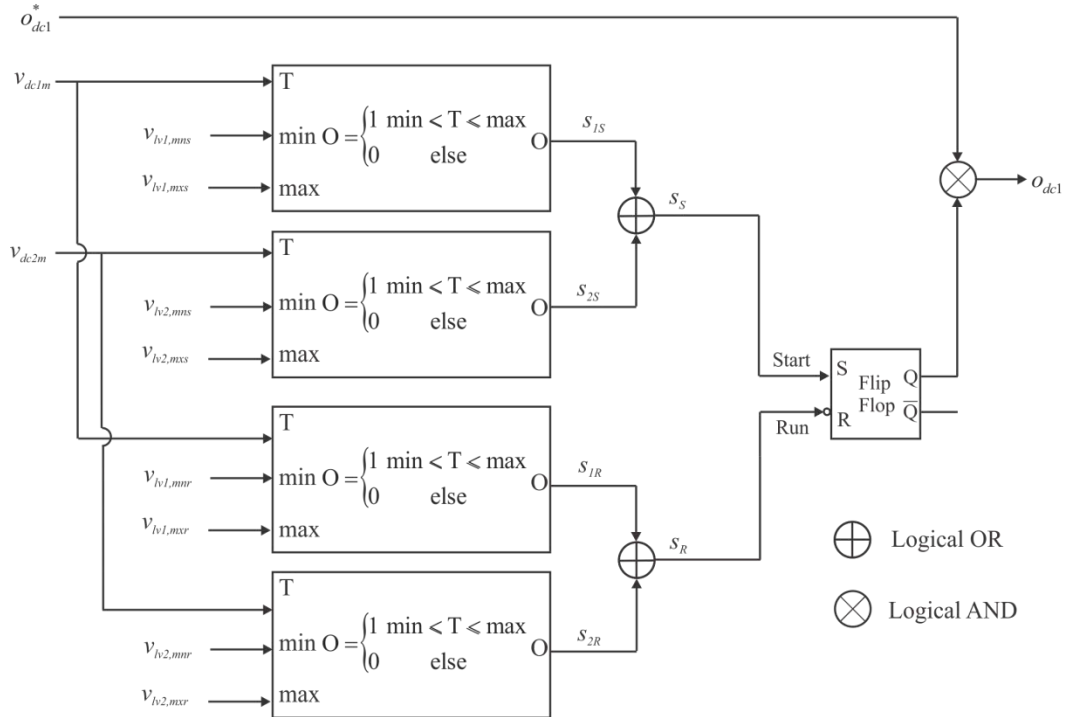 o*dc1
vdc1m
T
vlv1,mns
min O = {1 min < T ⩽ max
0 else
O
s1S
vlv1,mxs
max
odc1
sS
vdc2m
T
vlv2,mns
min O = {1 min < T ⩽ max
0 else
O
s2S
vlv2,mxs
max
Start
S
Flip Flop
Q
Q̅
Run
R
T
vlv1,mnr
min O = {1 min < T ⩽ max
0 else
O
s1R
vlv1,mxr
max
sR
Logical OR
T
vlv2,mnr
min O = {1 min < T ⩽ max
0 else
O
s2R
vlv2,mxr
max
Logical AND